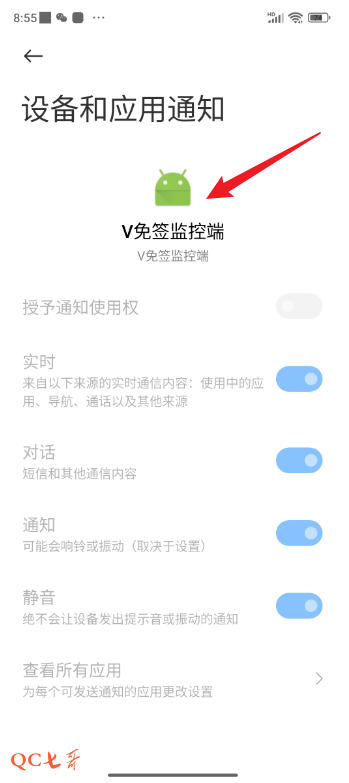 8:55
HD
设备和应用通知
V免签监控端
V免签监控端
授予通知使用权
实时
来自以下来源的实时通信内容：使用中的应
用、导航、通话以及其他来源
对话
短信和其他通信内容
通知
可能会响铃或振动（取决于设置）
静音
绝不会让设备发出提示音或振动的通知
查看所有应用
为每个可发送通知的应用更改设置
QC七哥